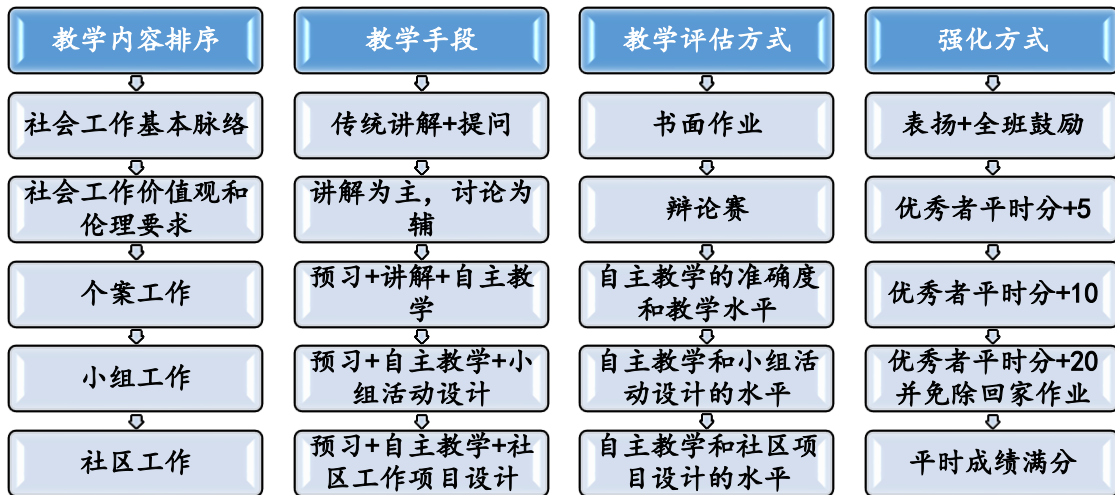 教学内容排序
教学手段
教学评估方式
强化方式
社会工作基本脉络
传统讲解+提问
书面作业
表扬+全班鼓励
社会工作价值观和
伦理要求
讲解为主，讨论为
辅
辩论赛
优秀者平时分+5
个案工作
预习+讲解+自主教
学
自主教学的准确度
和教学水平
优秀者平时分+10
小组工作
预习+自主教学+小
组活动设计
自主教学和小组活
动设计的水平
优秀者平时分+20
并免除回家作业
社区工作
预习+自主教学+社
区工作项目设计
自主教学和社区项
目设计的水平
平时成绩满分